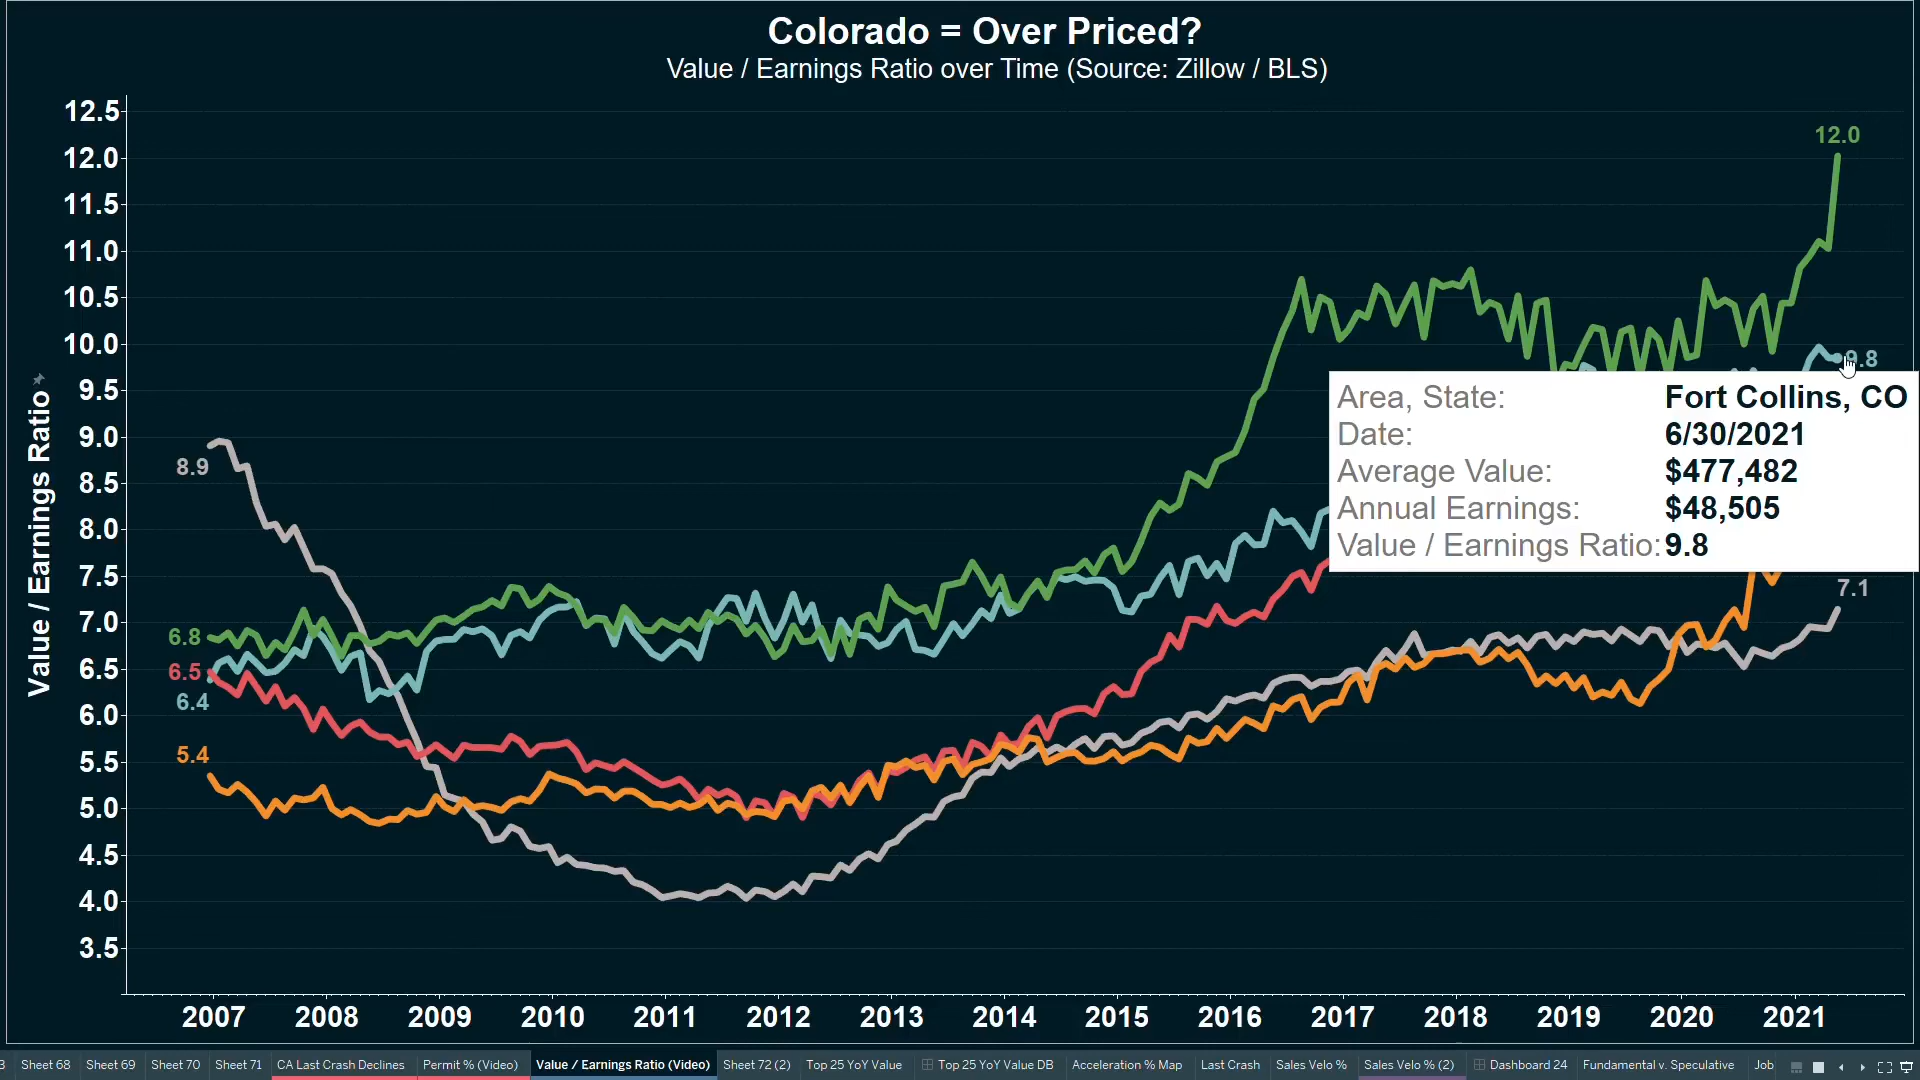 Colorado = Over Priced?
Value / Earnings Ratio over Time (Source: Zillow / BLS)
12.5
12.0
11.5
11.0
10.5
10.0
9.5
9.0
8.5
8.0
7.5
7.0
6.5
6.0
5.5
5.0
4.5
4.0
3.5
Value / Earnings Ratio
12.0
9.8
8.9
6.8
6.5
6.4
5.4
7.1
Area, State: Fort Collins, CO
Date: 6/30/2021
Average Value: $477,482
Annual Earnings: $48,505
Value / Earnings Ratio: 9.8
2007 2008 2009 2010 2011 2012 2013 2014 2015 2016 2017 2018 2019 2020 2021
3 Sheet 68 Sheet 69 Sheet 70 Sheet 71 CA Last Crash Declines Permit % (Video) Value / Earnings Ratio (Video) Sheet 72 (2) Top 25 YoY Value Top 25 YoY Value DB Acceleration % Map Last Crash Sales Velo % Sales Velo % (2) Dashboard 24 Fundamental v. Speculative Job